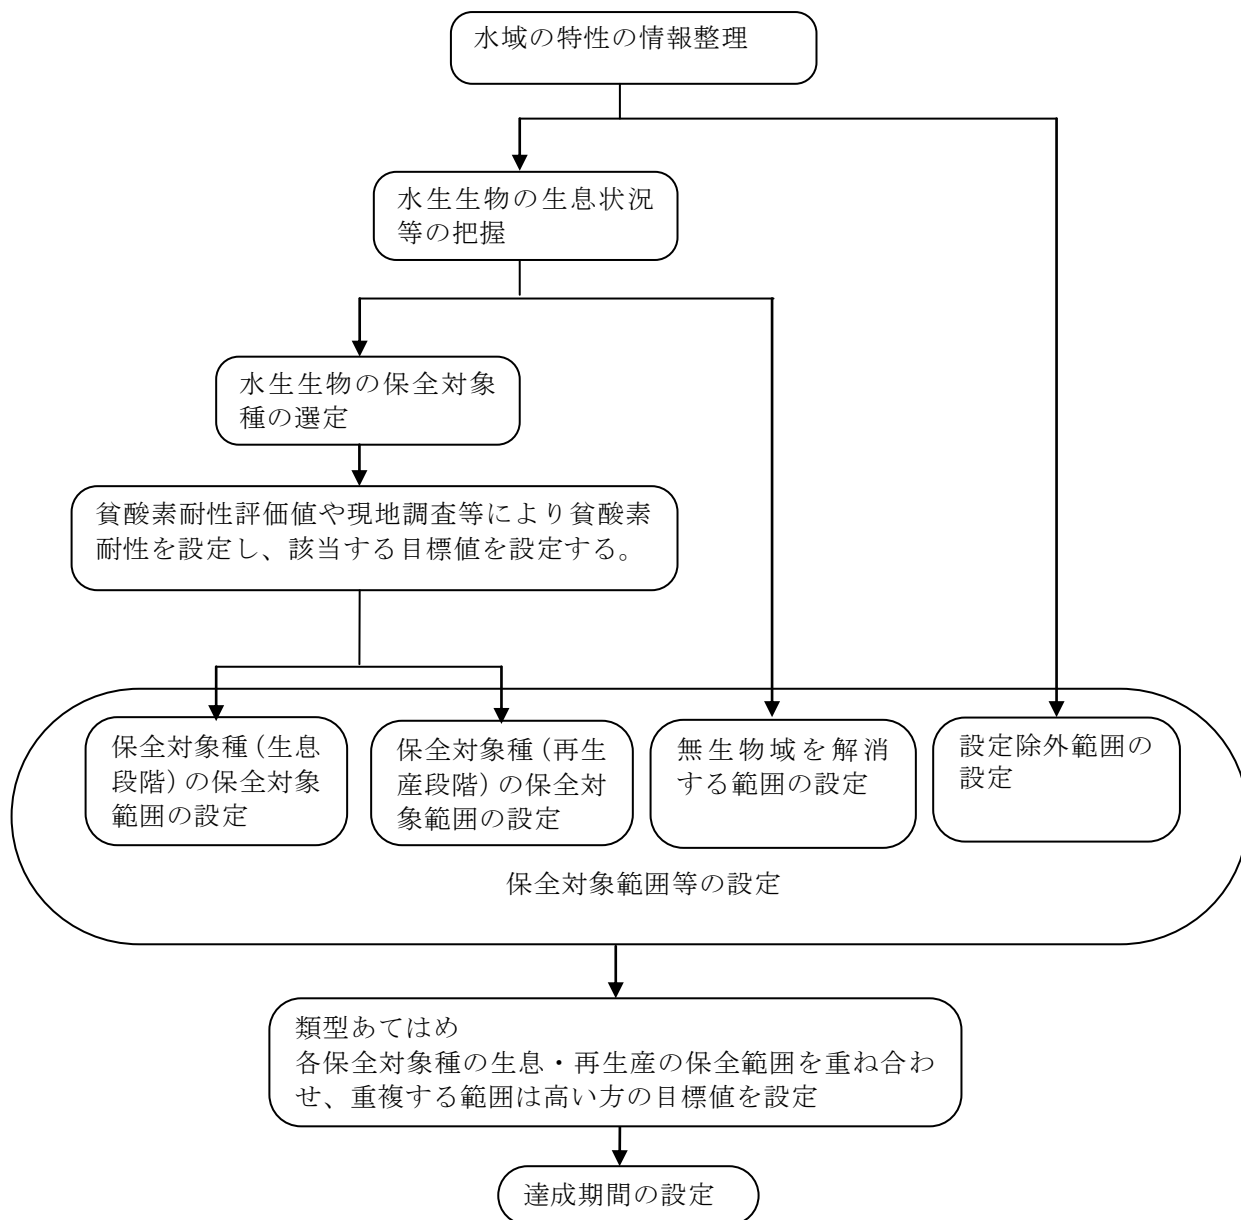 水域の特性の情報整理
水生生物の生息状況
等の把握
水生生物の保全対象
種の選定
貧酸素耐性評価値や現地調査等により貧酸素
耐性を設定し、該当する目標値を設定する。
保全対象種(生息
段階)の保全対象
範囲の設定
保全対象種(再生
産段階)の保全対
象範囲の設定
無生物域を解消
する範囲の設定
設定除外範囲の
設定
保全対象範囲等の設定
類型あてはめ
各保全対象種の生息・再生産の保全範囲を重ね合わ
せ、重複する範囲は高い方の目標値を設定
達成期間の設定